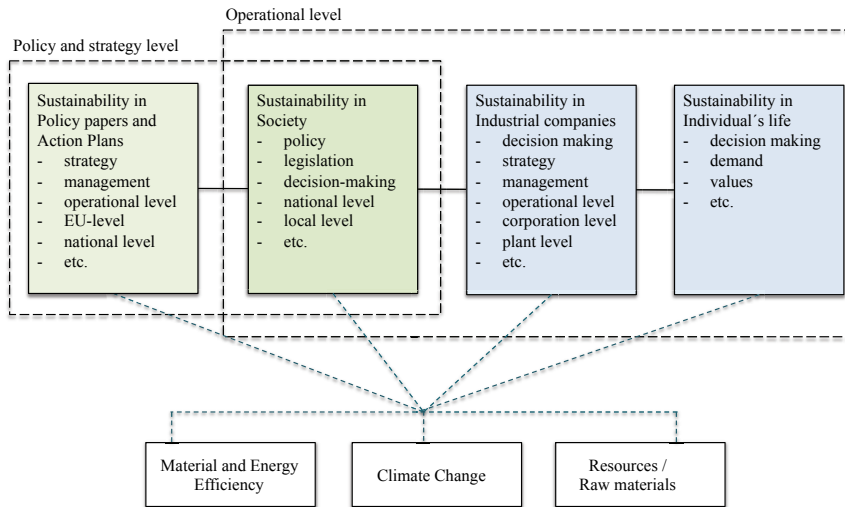 Operational level
Policy and strategy level
Sustainability in
Policy papers and
Action Plans
- strategy
- management
- operational level
- EU-level
- national level
- etc.
Sustainability in
Society
- policy
- legislation
- decision-making
- national level
- local level
- etc.
Sustainability in
Industrial companies
- decision making
- strategy
- management
- operational level
- corporation level
- plant level
- etc.
Sustainability in
Individual´s life
- decision making
- demand
- values
- etc.
Material and Energy
Efficiency
Climate Change
Resources /
Raw materials